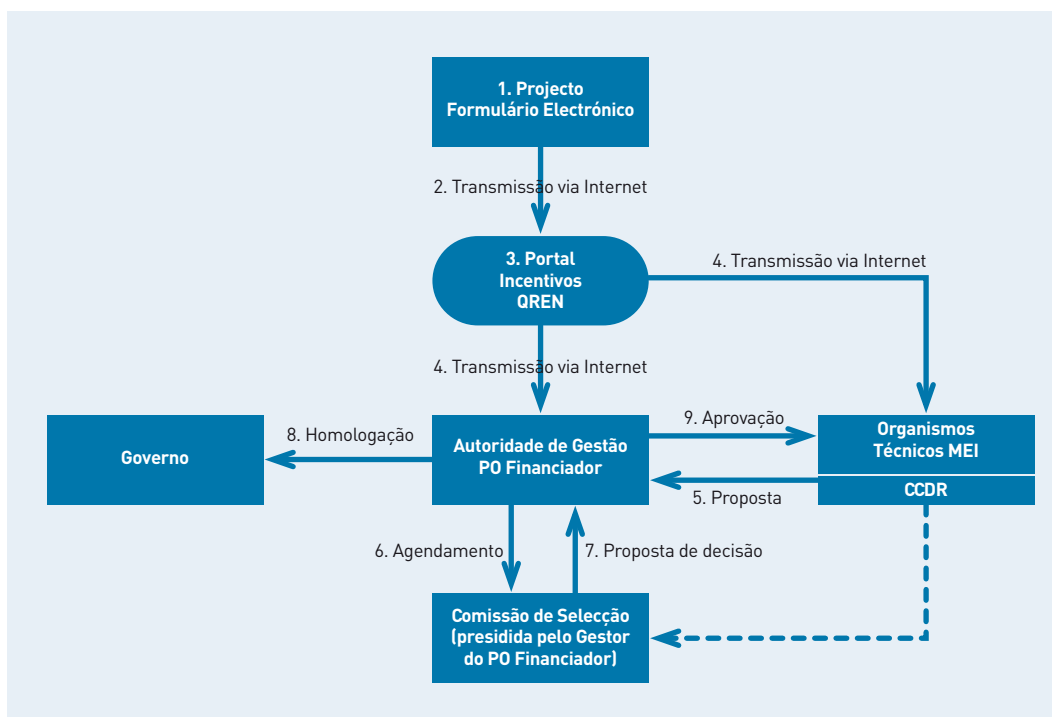 1. Projecto
Formulário Electrónico
2. Transmissão via Internet
3. Portal
Incentivos
QREN
4. Transmissão via Internet
4. Transmissão via Internet
Governo
8. Homologação
Autoridade de Gestão
PO Financiador
9. Aprovação
5. Proposta
Organismos
Técnicos MEI
CCDR
6. Agendamento
7. Proposta de decisão
Comissão de Selecção
(presidida pelo Gestor
do PO Financiador)